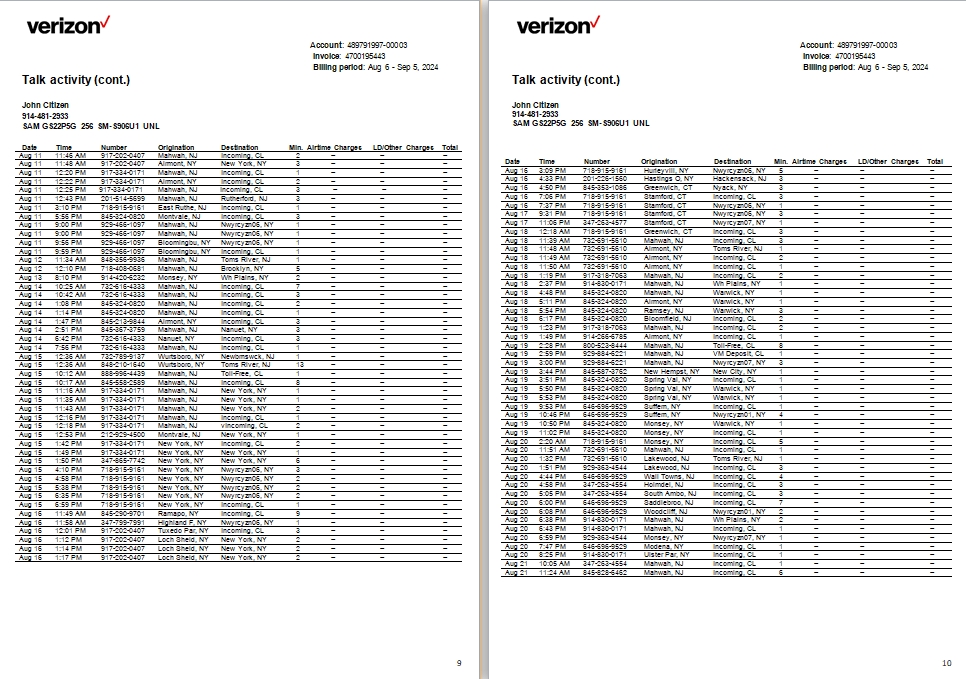 verizon
Account: 489791997-00003
Invoice: 4700195443
Billing period: Aug 6 - Sep 5, 2024
Talk activity (cont.)
John Citizen
914-481-2933
SAM GS22P5G 256 SM-S906U1 UNL
Date Time Number Origination Destination Min. Airtime Charges LD/Other Charges Total
Aug 11 11:46 AM 917-202-0407 Mahwah, NJ Incoming, CL 2 – – –
Aug 11 11:48 AM 917-202-0407 Airmont, NY New York, NY 3 – – –
Aug 11 12:20 PM 917-334-0171 Mahwah, NJ Incoming, CL 1 – – –
Aug 11 12:22 PM 917-334-0171 Airmont, NY Incoming, CL 2 – – –
Aug 11 12:25 PM 917-334-0171 Mahwah, NJ Incoming, CL 3 – – –
Aug 11 12:43 PM 201-514-5699 Mahwah, NJ Rutherford, NJ 3 – – –
Aug 11 3:10 PM 718-915-9161 East Ruthe, NJ Incoming, CL 1 – – –
Aug 11 5:56 PM 845-324-0820 Montvale, NJ Incoming, CL 3 – – –
Aug 11 9:00 PM 929-466-1097 Mahwah, NJ Nwyrcyzn06, NY 1 – – –
Aug 11 9:00 PM 929-466-1097 Mahwah, NJ Nwyrcyzn06, NY 1 – – –
Aug 11 9:56 PM 929-466-1097 Bloomingbu, NY Nwyrcyzn06, NY 1 – – –
Aug 11 9:59 PM 929-466-1097 Bloomingbu, NY Incoming, CL 1 – – –
Aug 12 11:34 AM 848-356-9936 Mahwah, NJ Toms River, NJ 1 – – –
Aug 12 12:10 PM 718-408-0681 Mahwah, NJ Brooklyn, NY 5 – – –
Aug 13 8:10 PM 914-420-6232 Monsey, NY Wh Plains, NY 2 – – –
Aug 14 10:25 AM 732-616-4333 Mahwah, NJ Incoming, CL 7 – – –
Aug 14 10:42 AM 732-616-4333 Mahwah, NJ Incoming, CL 3 – – –
Aug 14 1:08 PM 845-324-0820 Mahwah, NJ Incoming, CL 2 – – –
Aug 14 1:14 PM 845-324-0820 Mahwah, NJ Incoming, CL 1 – – –
Aug 14 1:47 PM 845-213-9844 Airmont, NY Incoming, CL 3 – – –
Aug 14 2:51 PM 845-367-3759 Mahwah, NJ Nanuet, NY 3 – – –
Aug 14 6:42 PM 732-616-4333 Nanuet, NY Incoming, CL 3 – – –
Aug 14 7:56 PM 732-616-4333 Mahwah, NJ Incoming, CL 1 – – –
Aug 15 12:36 AM 732-789-9137 Wurtsboro, NY Newbrnswck, NJ 1 – – –
Aug 15 12:36 AM 848-210-1640 Wurtsboro, NY Toms River, NJ 13 – – –
Aug 15 10:12 AM 888-996-4439 Mahwah, NJ Toll-Free, CL 1 – – –
Aug 15 10:17 AM 845-558-2589 Mahwah, NJ Incoming, CL 8 – – –
Aug 15 11:16 AM 917-334-0171 Mahwah, NJ New York, NY 1 – – –
Aug 15 11:35 AM 917-334-0171 Mahwah, NJ New York, NY 1 – – –
Aug 15 11:43 AM 917-334-0171 Mahwah, NJ New York, NY 2 – – –
Aug 15 12:16 PM 917-334-0171 Mahwah, NJ Incoming, CL 1 – – –
Aug 15 12:18 PM 917-334-0171 Mahwah, NJ vIncoming, CL 2 – – –
Aug 15 12:53 PM 212-929-4500 Montvale, NJ New York, NY 1 – – –
Aug 15 1:42 PM 917-334-0171 New York, NY Incoming, CL 2 – – –
Aug 15 1:49 PM 917-334-0171 New York, NY Incoming, CL 1 – – –
Aug 15 1:50 PM 347-665-7742 New York, NY New York, NY 6 – – –
Aug 15 4:10 PM 718-915-9161 New York, NY Nwyrcyzn06, NY 3 – – –
Aug 15 4:58 PM 718-915-9161 New York, NY Nwyrcyzn06, NY 2 – – –
Aug 15 5:38 PM 718-915-9161 New York, NY Nwyrcyzn06, NY 2 – – –
Aug 15 6:35 PM 718-915-9161 New York, NY Nwyrcyzn06, NY 2 – – –
Aug 15 6:59 PM 718-915-9161 New York, NY Incoming, CL 1 – – –
Aug 16 11:49 AM 845-290-9701 Ramapo, NY Incoming, CL 9 – – –
Aug 16 11:58 AM 347-799-7991 Highland F, NY Nwyrcyzn06, NY 1 – – –
Aug 16 12:01 PM 917-202-0407 Tuxedo Par, NY Incoming, CL 3 – – –
Aug 16 1:12 PM 917-202-0407 Loch Sheld, NY New York, NY 2 – – –
Aug 16 1:14 PM 917-202-0407 Loch Sheld, NY New York, NY 2 – – –
Aug 16 1:17 PM 917-202-0407 Loch Sheld, NY New York, NY 2 – – –
9
verizon
Account: 489791997-00003
Invoice: 4700195443
Billing period: Aug 6 - Sep 5, 2024
Talk activity (cont.)
John Citizen
914-481-2933
SAM GS22P5G 256 SM-S906U1 UNL
Date Time Number Origination Destination Min. Airtime Charges LD/Other Charges Total
Aug 16 3:09 PM 718-915-9161 Hurleyvill, NY Nwyrcyzn06, NY 5 – – –
Aug 16 4:33 PM 201-226-1560 Hastings O, NY Hackensack, NJ 3 – – –
Aug 16 4:50 PM 845-353-1086 Greenwich, CT Nyack, NY 3 – – –
Aug 16 7:06 PM 718-915-9161 Stamford, CT Incoming, CL 3 – – –
Aug 16 7:37 PM 718-915-9161 Stamford, CT Nwyrcyzn06, NY 1 – – –
Aug 17 9:31 PM 718-915-9161 Stamford, CT Nwyrcyzn06, NY 3 – – –
Aug 17 11:06 PM 347-263-4577 Stamford, CT Nwyrcyzn07, NY 1 – – –
Aug 18 12:18 AM 718-915-9161 Greenwich, CT Incoming, CL 3 – – –
Aug 18 11:39 AM 732-691-5610 Mahwah, NJ Incoming, CL 3 – – –
Aug 18 11:48 AM 732-691-5610 Airmont, NY Toms River, NJ 1 – – –
Aug 18 11:49 AM 732-691-5610 Airmont, NY Incoming, CL 2 – – –
Aug 18 11:50 AM 732-691-5610 Airmont, NY Incoming, CL 1 – – –
Aug 18 1:19 PM 917-318-7063 Mahwah, NJ Incoming, CL 2 – – –
Aug 18 2:37 PM 914-830-0171 Mahwah, NJ Wh Plains, NY 1 – – –
Aug 18 4:48 PM 845-324-0820 Mahwah, NJ Warwick, NY 1 – – –
Aug 18 5:11 PM 845-324-0820 Airmont, NY Warwick, NY 1 – – –
Aug 18 5:54 PM 845-324-0820 Ramsey, NJ Warwick, NY 3 – – –
Aug 18 6:17 PM 845-324-0820 Bloomfield, NJ Incoming, CL 2 – – –
Aug 19 1:23 PM 917-318-7063 Mahwah, NJ Incoming, CL 2 – – –
Aug 19 1:49 PM 914-266-6785 Airmont, NY Incoming, CL 1 – – –
Aug 19 2:28 PM 800-523-8444 Mahwah, NJ Toll-Free, CL 8 – – –
Aug 19 2:59 PM 929-884-6221 Mahwah, NJ VM Deposit, CL 1 – – –
Aug 19 3:00 PM 929-884-6221 Mahwah, NJ Nwyrcyzn07, NY 3 – – –
Aug 19 3:44 PM 845-587-3762 New Hempst, NY New City, NY 1 – – –
Aug 19 3:51 PM 845-324-0820 Spring Val, NY Incoming, CL 1 – – –
Aug 19 5:50 PM 845-324-0820 Spring Val, NY Warwick, NY 1 – – –
Aug 19 5:53 PM 845-324-0820 Spring Val, NY Warwick, NY 1 – – –
Aug 19 9:53 PM 646-696-9529 Suffern, NY Incoming, CL 1 – – –
Aug 19 10:46 PM 646-696-9529 Suffern, NY Nwyrcyzn01, NY 4 – – –
Aug 19 10:50 PM 845-324-0820 Monsey, NY Warwick, NY 1 – – –
Aug 19 11:02 PM 845-324-0820 Monsey, NY Incoming, CL 2 – – –
Aug 20 2:20 AM 718-915-9161 Monsey, NY Incoming, CL 5 – – –
Aug 20 11:51 AM 732-691-5610 Mahwah, NJ Incoming, CL 1 – – –
Aug 20 1:32 PM 732-691-5610 Lakewood, NJ Toms River, NJ 1 – – –
Aug 20 1:51 PM 929-363-4544 Lakewood, NJ Incoming, CL 3 – – –
Aug 20 4:44 PM 646-696-9529 Wall Towns, NJ Incoming, CL 4 – – –
Aug 20 4:58 PM 347-263-4554 Holmdel, NJ Incoming, CL 3 – – –
Aug 20 5:05 PM 347-263-4554 South Ambo, NJ Incoming, CL 3 – – –
Aug 20 6:00 PM 646-696-9529 Saddlebroo, NJ Incoming, CL 7 – – –
Aug 20 6:08 PM 646-696-9529 Woodcliff, NJ Nwyrcyzn01, NY 2 – – –
Aug 20 6:38 PM 914-830-0171 Mahwah, NJ Wh Plains, NY 2 – – –
Aug 20 6:43 PM 914-830-0171 Mahwah, NJ Incoming, CL 1 – – –
Aug 20 6:59 PM 929-363-4544 Monsey, NY Nwyrcyzn07, NY 1 – – –
Aug 20 7:47 PM 646-696-9529 Modena, NY Incoming, CL 1 – – –
Aug 20 8:25 PM 914-830-0171 Ulster Par, NY Incoming, CL 1 – – –
Aug 21 10:05 AM 347-263-4554 Mahwah, NJ Incoming, CL 1 – – –
Aug 21 11:24 AM 845-828-6462 Mahwah, NJ Incoming, CL 6 – – –
10